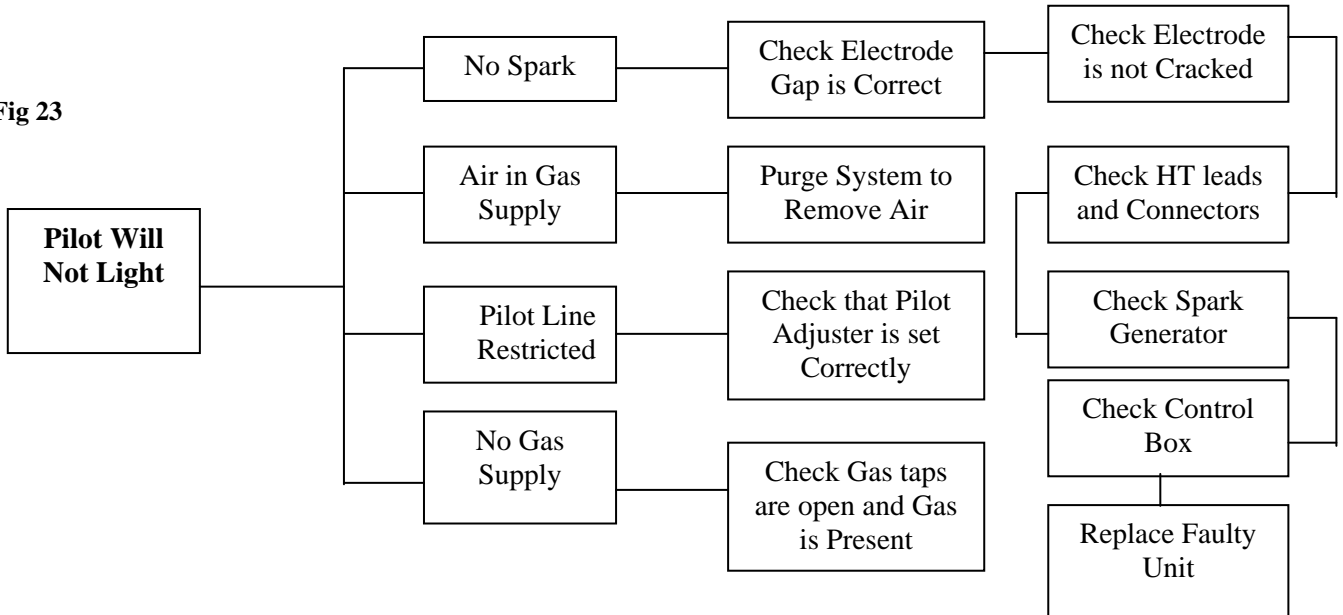 Fig 23
Pilot Will
Not Light
No Spark
Check Electrode
Gap is Correct
Check Electrode
is not Cracked
Air in Gas
Supply
Purge System to
Remove Air
Check HT leads
and Connectors
Pilot Line
Restricted
Check that Pilot
Adjuster is set
Correctly
Check Spark
Generator
No Gas
Supply
Check Gas taps
are open and Gas
is Present
Check Control
Box
Replace Faulty
Unit